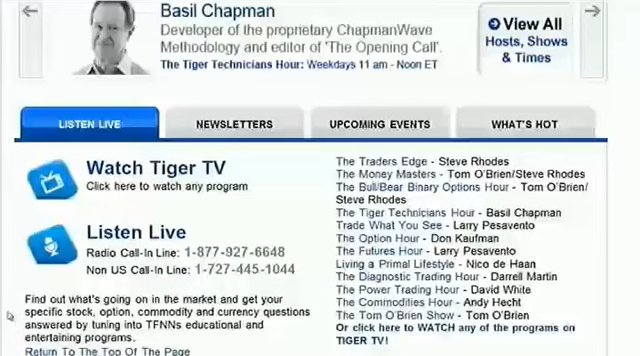 Basil Chapman
Developer of the proprietary ChapmanWave
Methodology and editor of 'The Opening Call'.
The Tiger Technicians Hour: Weekdays 11 am - Noon ET
View All
Hosts, Shows
& Times
LISTEN LIVE
NEWSLETTERS
UPCOMING EVENTS
WHAT'S HOT
Watch Tiger TV
Click here to watch any program
Listen Live
Radio Call-In Line: 1-877-927-6648
Non US Call-In Line: 1-727-445-1044
Find out what's going on in the market and get your
specific stock, option, commodity and currency questions
answered by tuning into TFNNs educational and
entertaining programs.
Return To The Top Of The Page
The Traders Edge - Steve Rhodes
The Money Masters - Tom O'Brien/Steve Rhodes
The Bull/Bear Binary Options Hour - Tom O'Brien/
Steve Rhodes
The Tiger Technicians Hour - Basil Chapman
Trade What You See - Larry Pesavento
The Option Hour - Don Kaufman
The Futures Hour - Larry Pesavento
Living a Primal Lifestyle - Nico de Haan
The Diagnostic Trading Hour - Darrell Martin
The Power Trading Hour - David White
The Commodities Hour - Andy Hecht
The Tom O'Brien Show - Tom O'Brien
Or click here to WATCH any of the programs on
TIGER TV!